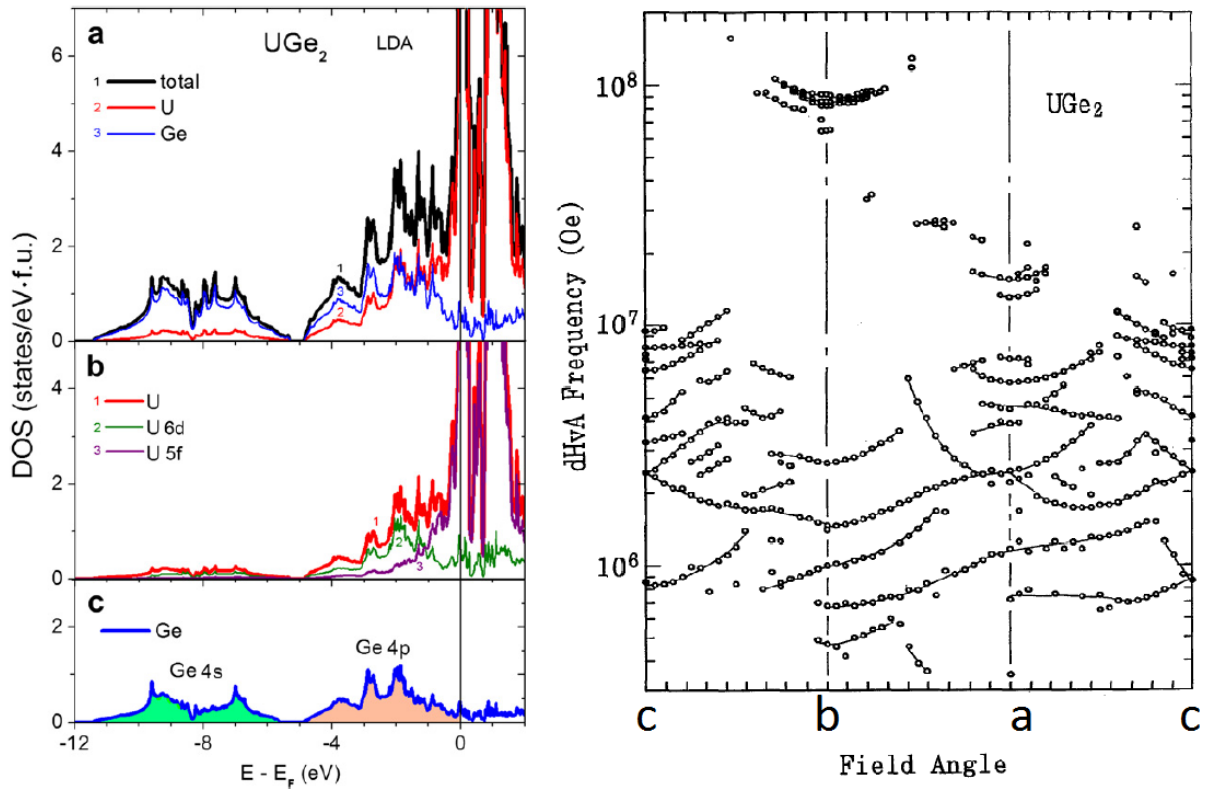 a
UGe2
LDA
1 total
2 U
3 Ge
1
3
2
b
1 U
2 U 6d
3 U 5f
1
2
3
c
Ge
Ge 4s
Ge 4p
6
4
2
0
4
2
0
2
0
-12
-8
-4
0
E - EF (eV)
DOS (states/eV·f.u.)
UGe2
10^8
10^7
10^6
dHvA Frequency (Oe)
c
b
a
c
Field Angle